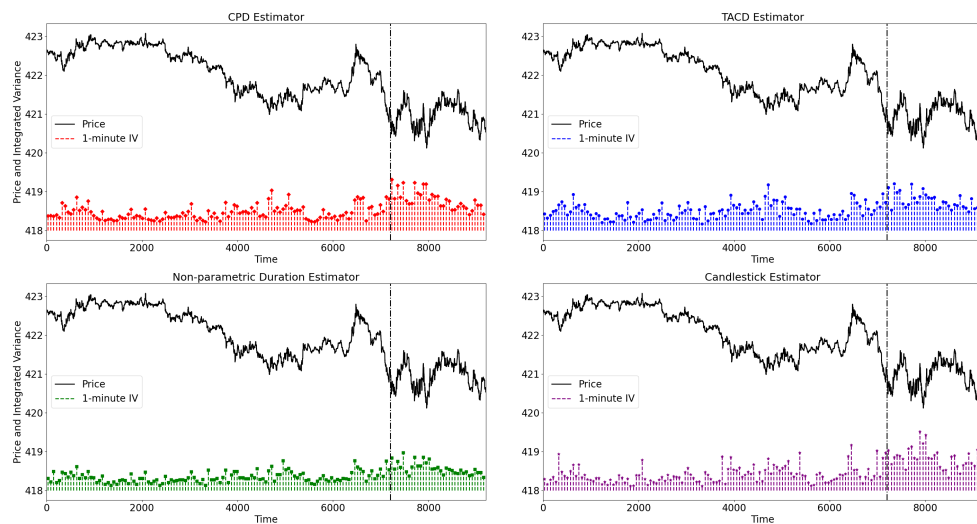 CPD Estimator
Price and Integrated Variance
423
422
421
420
419
418
Price
1-minute IV
0
2000
4000
6000
8000
Time
TACD Estimator
423
422
421
420
419
418
Price
1-minute IV
0
2000
4000
6000
8000
Time
Non-parametric Duration Estimator
Price and Integrated Variance
423
422
421
420
419
418
Price
1-minute IV
0
2000
4000
6000
8000
Time
Candlestick Estimator
423
422
421
420
419
418
Price
1-minute IV
0
2000
4000
6000
8000
Time